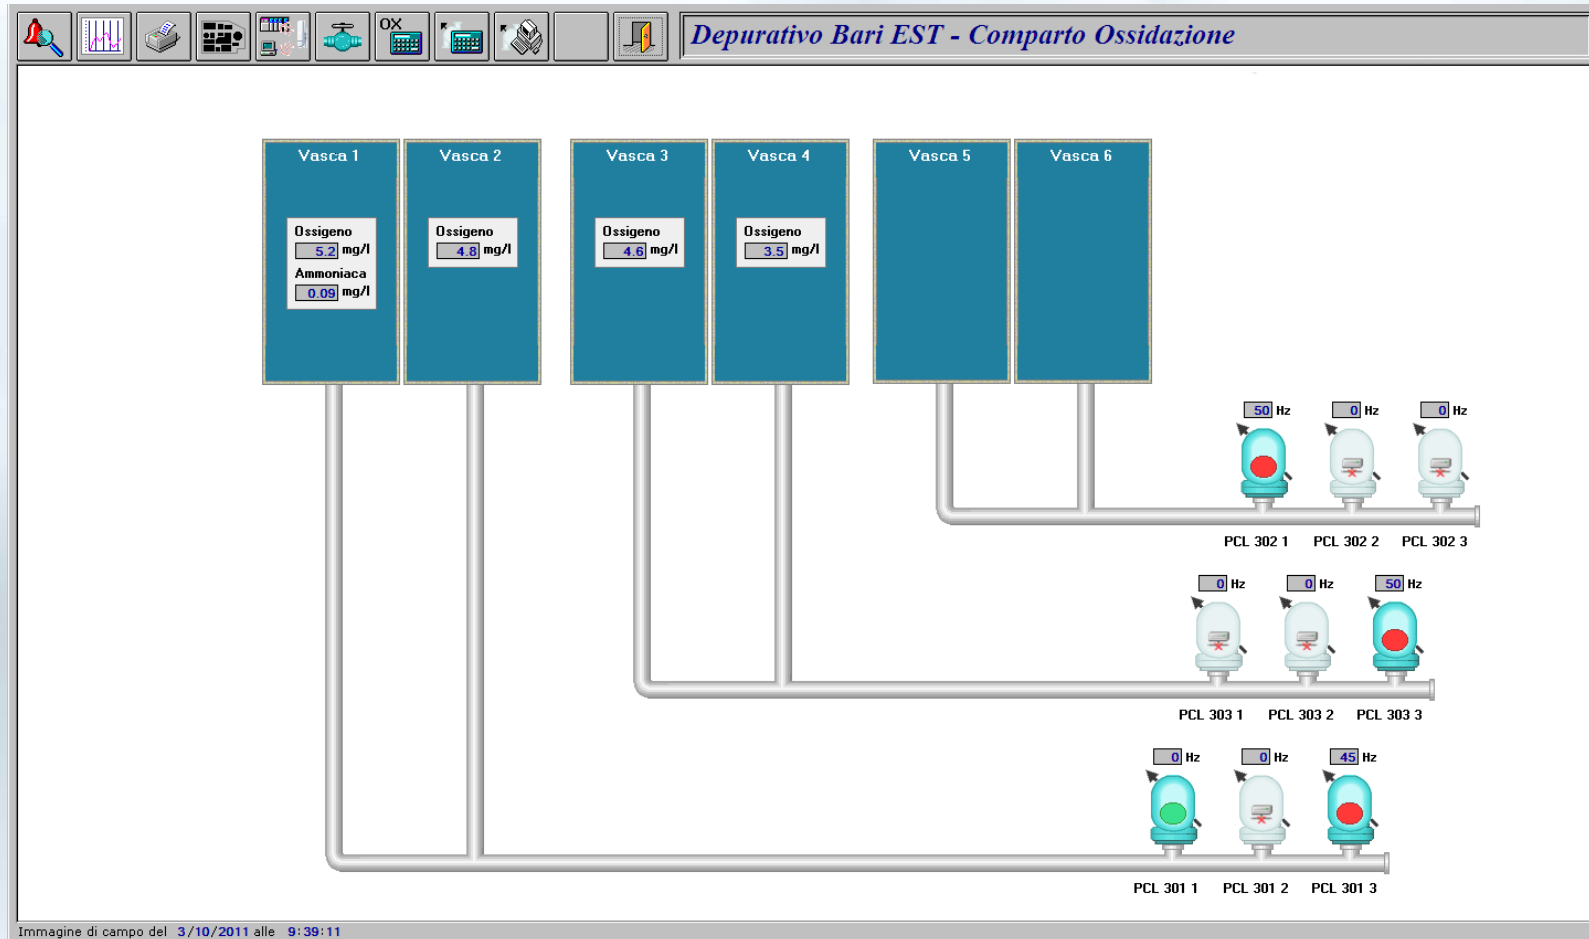 OX
Depurativo Bari EST - Comparto Ossidazione
Vasca 1
Vasca 2
Vasca 3
Vasca 4
Vasca 5
Vasca 6
Ossigeno
5.2 mg/l
Ammoniaca
0.09 mg/l
Ossigeno
4.8 mg/l
Ossigeno
4.6 mg/l
Ossigeno
3.5 mg/l
50 Hz
0 Hz
0 Hz
PCL 302 1
PCL 302 2
PCL 302 3
0 Hz
0 Hz
50 Hz
PCL 303 1
PCL 303 2
PCL 303 3
0 Hz
0 Hz
45 Hz
PCL 301 1
PCL 301 2
PCL 301 3
Immagine di campo del 3/10/2011 alle 9:39:11